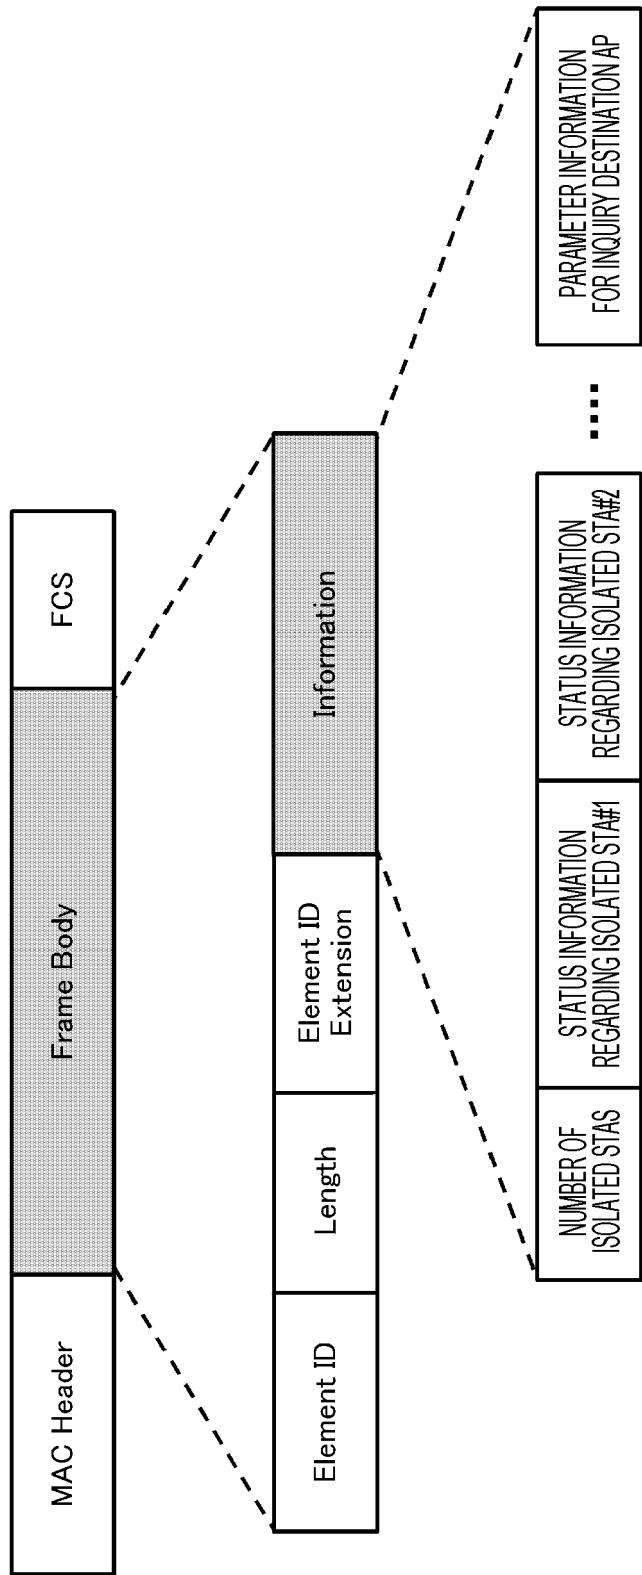 MAC Header
Frame Body
FCS
Element ID
Length
Element ID
Extension
Information
NUMBER OF
ISOLATED STAS
STATUS INFORMATION
REGARDING ISOLATED STA#1
STATUS INFORMATION
REGARDING ISOLATED STA#2
....
PARAMETER INFORMATION
FOR INQUIRY DESTINATION AP